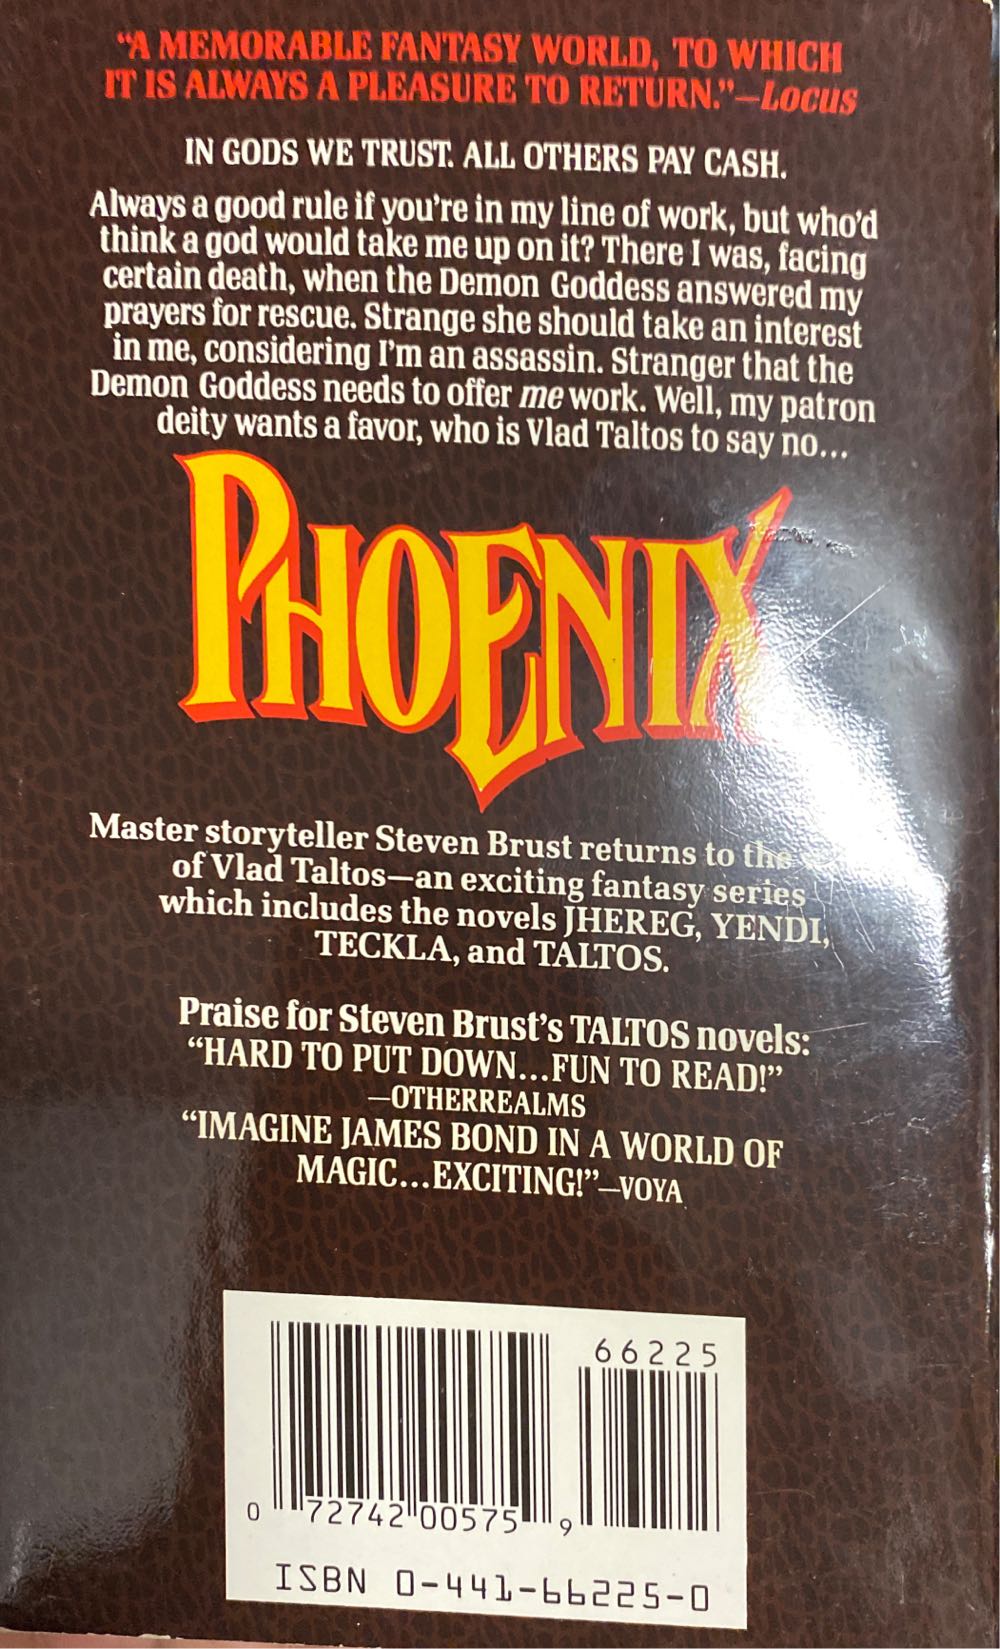 “A MEMORABLE FANTASY WORLD, TO WHICH
IT IS ALWAYS A PLEASURE TO RETURN.”—Locus
IN GODS WE TRUST. ALL OTHERS PAY CASH.
Always a good rule if you’re in my line of work, but who’d
think a god would take me up on it? There I was, facing
certain death, when the Demon Goddess answered my
prayers for rescue. Strange she should take an interest
in me, considering I’m an assassin. Stranger that the
Demon Goddess needs to offer me work. Well, my patron
deity wants a favor, who is Vlad Taltos to say no...
PHOENIX
Master storyteller Steven Brust returns to the
of Vlad Taltos—an exciting fantasy series
which includes the novels JHEREG, YENDI,
TECKLA, and TALTOS.
Praise for Steven Brust’s TALTOS novels:
“HARD TO PUT DOWN...FUN TO READ!”
—OTHERREALMS
“IMAGINE JAMES BOND IN A WORLD OF
MAGIC...EXCITING!”—VOYA
66225
0 72742 00575 9
ISBN 0-441-66225-0